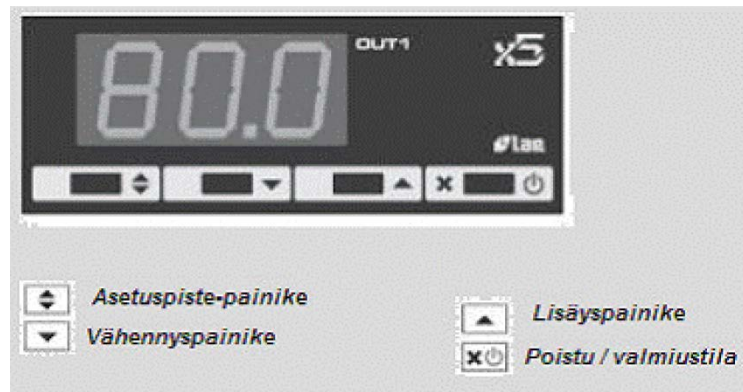 80.0
OUT1
x5
Lae
Asetuspiste-painike
Vähennyspainike
Lisäyspainike
Poistu / valmiustila